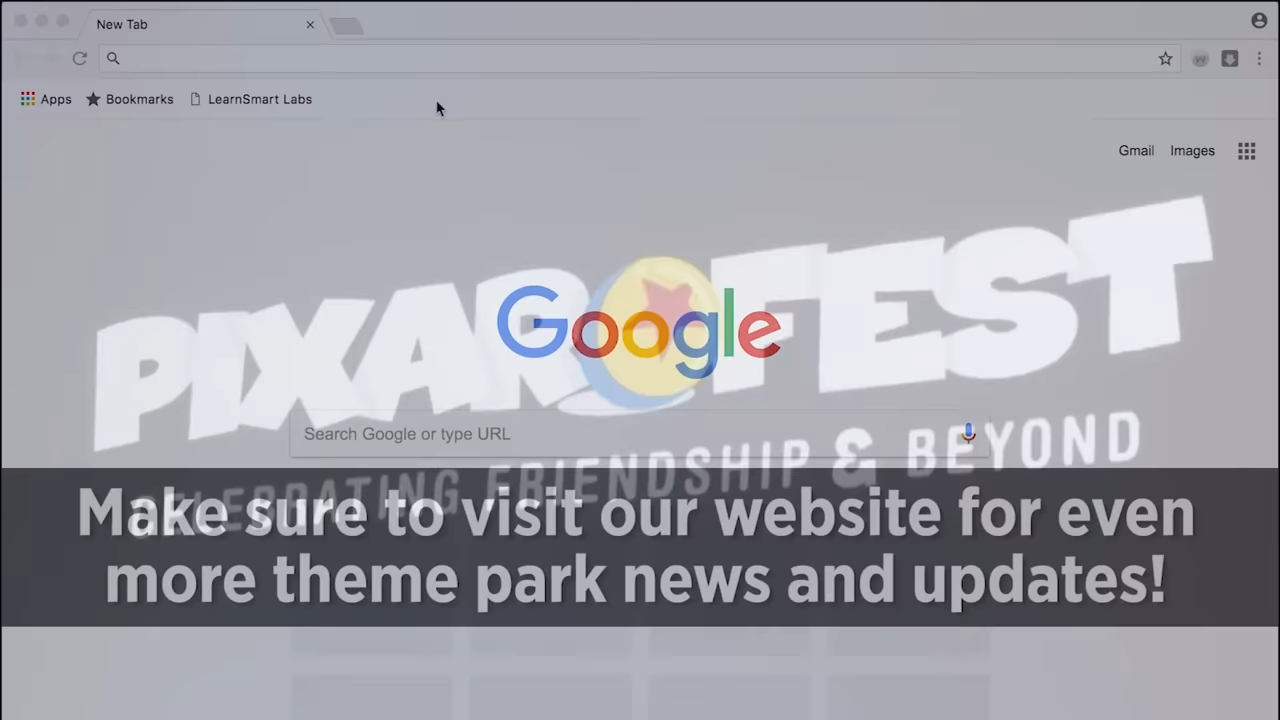 New Tab
Apps Bookmarks LearnSmart Labs
Gmail Images
PIXAR FEST
Google
Search Google or type URL
CELEBRATING FRIENDSHIP & BEYOND
Make sure to visit our website for even
more theme park news and updates!